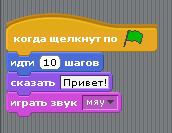 когда щелкнут по
идти 10 шагов
сказать Привет!
играть звук мяу